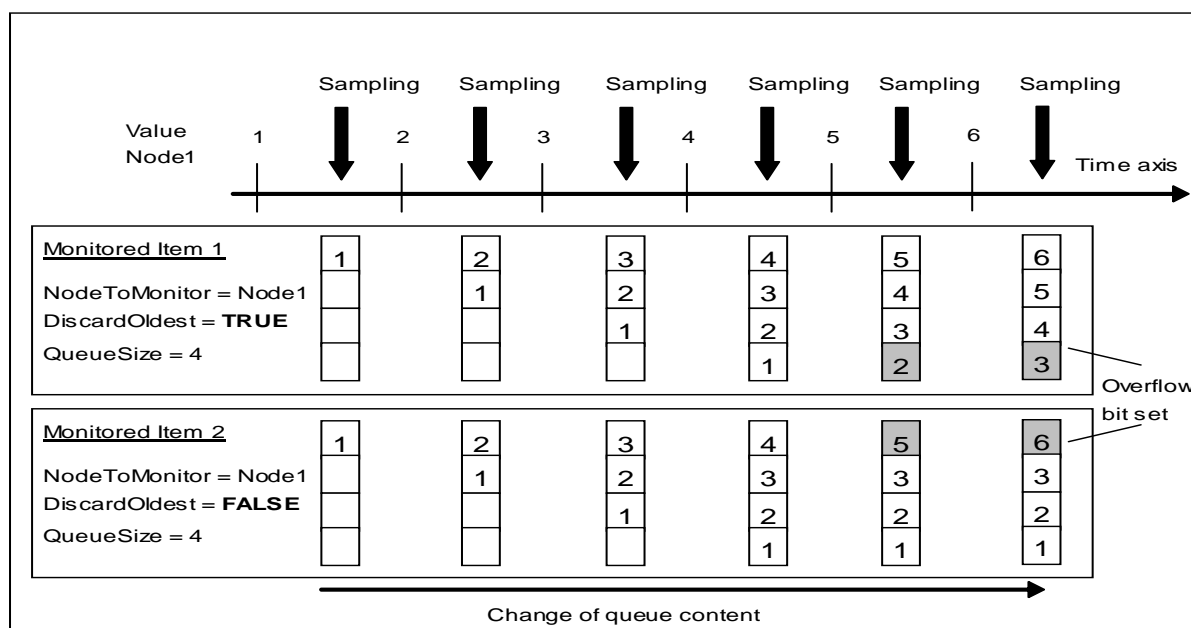 Sampling Sampling Sampling Sampling Sampling Sampling
Value
Node1
1 2 3 4 5 6
Time axis
Monitored Item 1
NodeToMonitor = Node1
DiscardOldest = TRUE
QueueSize = 4
1 2 3 4 5 6
1 2 3 4 5
1 2 3 4
1 2 3
Overflow
bit set
Monitored Item 2
NodeToMonitor = Node1
DiscardOldest = FALSE
QueueSize = 4
1 2 3 4 5 6
1 2 3 3 3
1 2 2 2
1 1 1
Change of queue content